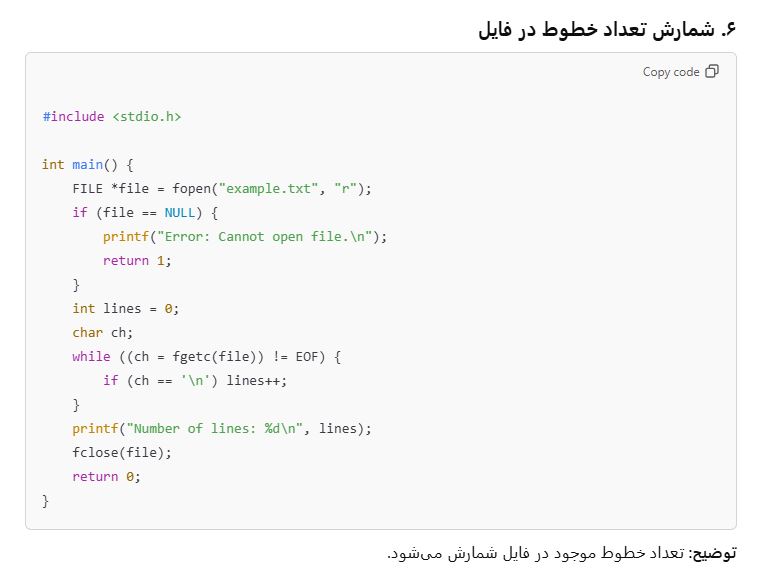 ۶. شمارش تعداد خطوط در فایل
Copy code
#include <stdio.h>
int main() {
    FILE *file = fopen("example.txt", "r");
    if (file == NULL) {
        printf("Error: Cannot open file.\n");
        return 1;
    }
    int lines = 0;
    char ch;
    while ((ch = fgetc(file)) != EOF) {
        if (ch == '\n') lines++;
    }
    printf("Number of lines: %d\n", lines);
    fclose(file);
    return 0;
}
توضیح: تعداد خطوط موجود در فایل شمارش می‌شود.